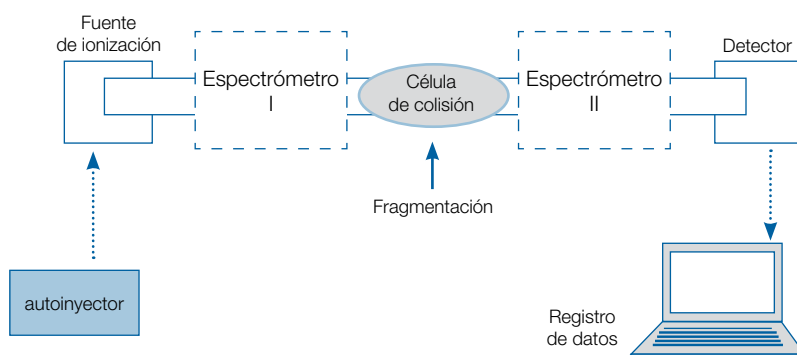 Fuente
de ionización
Espectrómetro
I
Célula
de colisión
Espectrómetro
II
Detector
Fragmentación
autoinyector
Registro
de datos